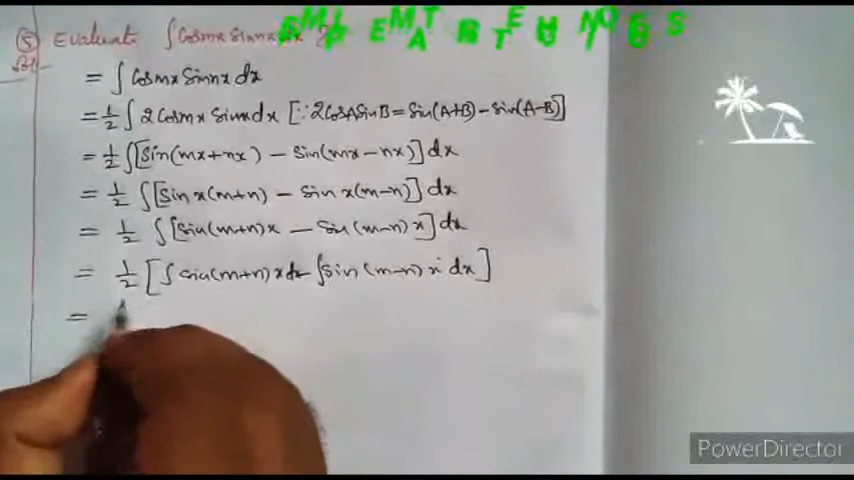 ⑤ Evaluate ∫ Cosmx Sinnx dx ?
Sol
= ∫ Cosmx Sinnx dx
= 1/2 ∫ 2 Cosmx Sinnx dx [∵ 2CosA SinB = Sin(A+B) - Sin(A-B)]
= 1/2 ∫ [Sin(mx+nx) - Sin(mx-nx)] dx
= 1/2 ∫ [Sin x(m+n) - Sin x(m-n)] dx
= 1/2 ∫ [Sin(m+n)x - Sin(m-n)x] dx
= 1/2 [∫ Sin(m+n)x dx - ∫ Sin(m-n)x dx]
=
PowerDirector